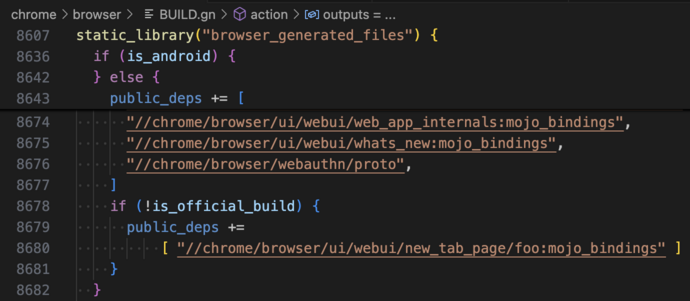 chrome > browser > BUILD.gn > action > outputs = ...
8607 static_library("browser_generated_files") {
8636 if (is_android) {
8642 } else {
8643 public_deps += [
8674 "//chrome/browser/ui/webui/web_app_internals:mojo_bindings",
8675 "//chrome/browser/ui/webui/whats_new:mojo_bindings",
8676 "//chrome/browser/webauthn/proto",
8677 ]
8678 if (!is_official_build) {
8679 public_deps +=
8680 [ "//chrome/browser/ui/webui/new_tab_page/foo:mojo_bindings" ]
8681 }
8682 }